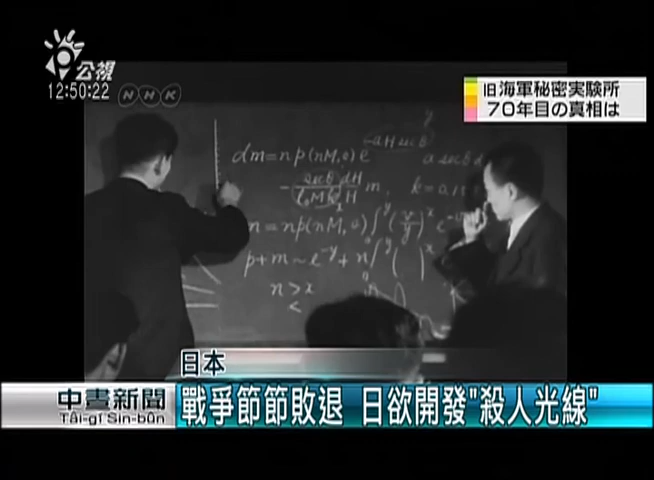 公視
12:50:22
NHK
旧海軍秘密実験所
70年目の真相は
dm=np(nM,o)e
-aH sec θ
p+m~e^{-y}+n
n>x
<
日本
中晝新聞
Tâi-gí Sin-bûn
戰爭節節敗退 日欲開發"殺人光線"